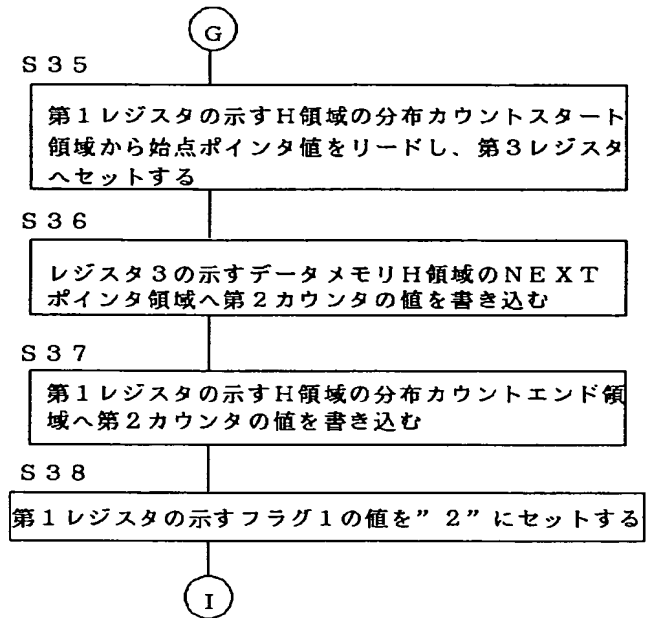 G
S35
第1レジスタの示すH領域の分布カウントスタート
領域から始点ポインタ値をリードし、第3レジスタ
へセットする
S36
レジスタ3の示すデータメモリH領域のNEXT
ポインタ領域へ第2カウンタの値を書き込む
S37
第1レジスタの示すH領域の分布カウントエンド領
域へ第2カウンタの値を書き込む
S38
第1レジスタの示すフラグ1の値を”2”にセットする
I